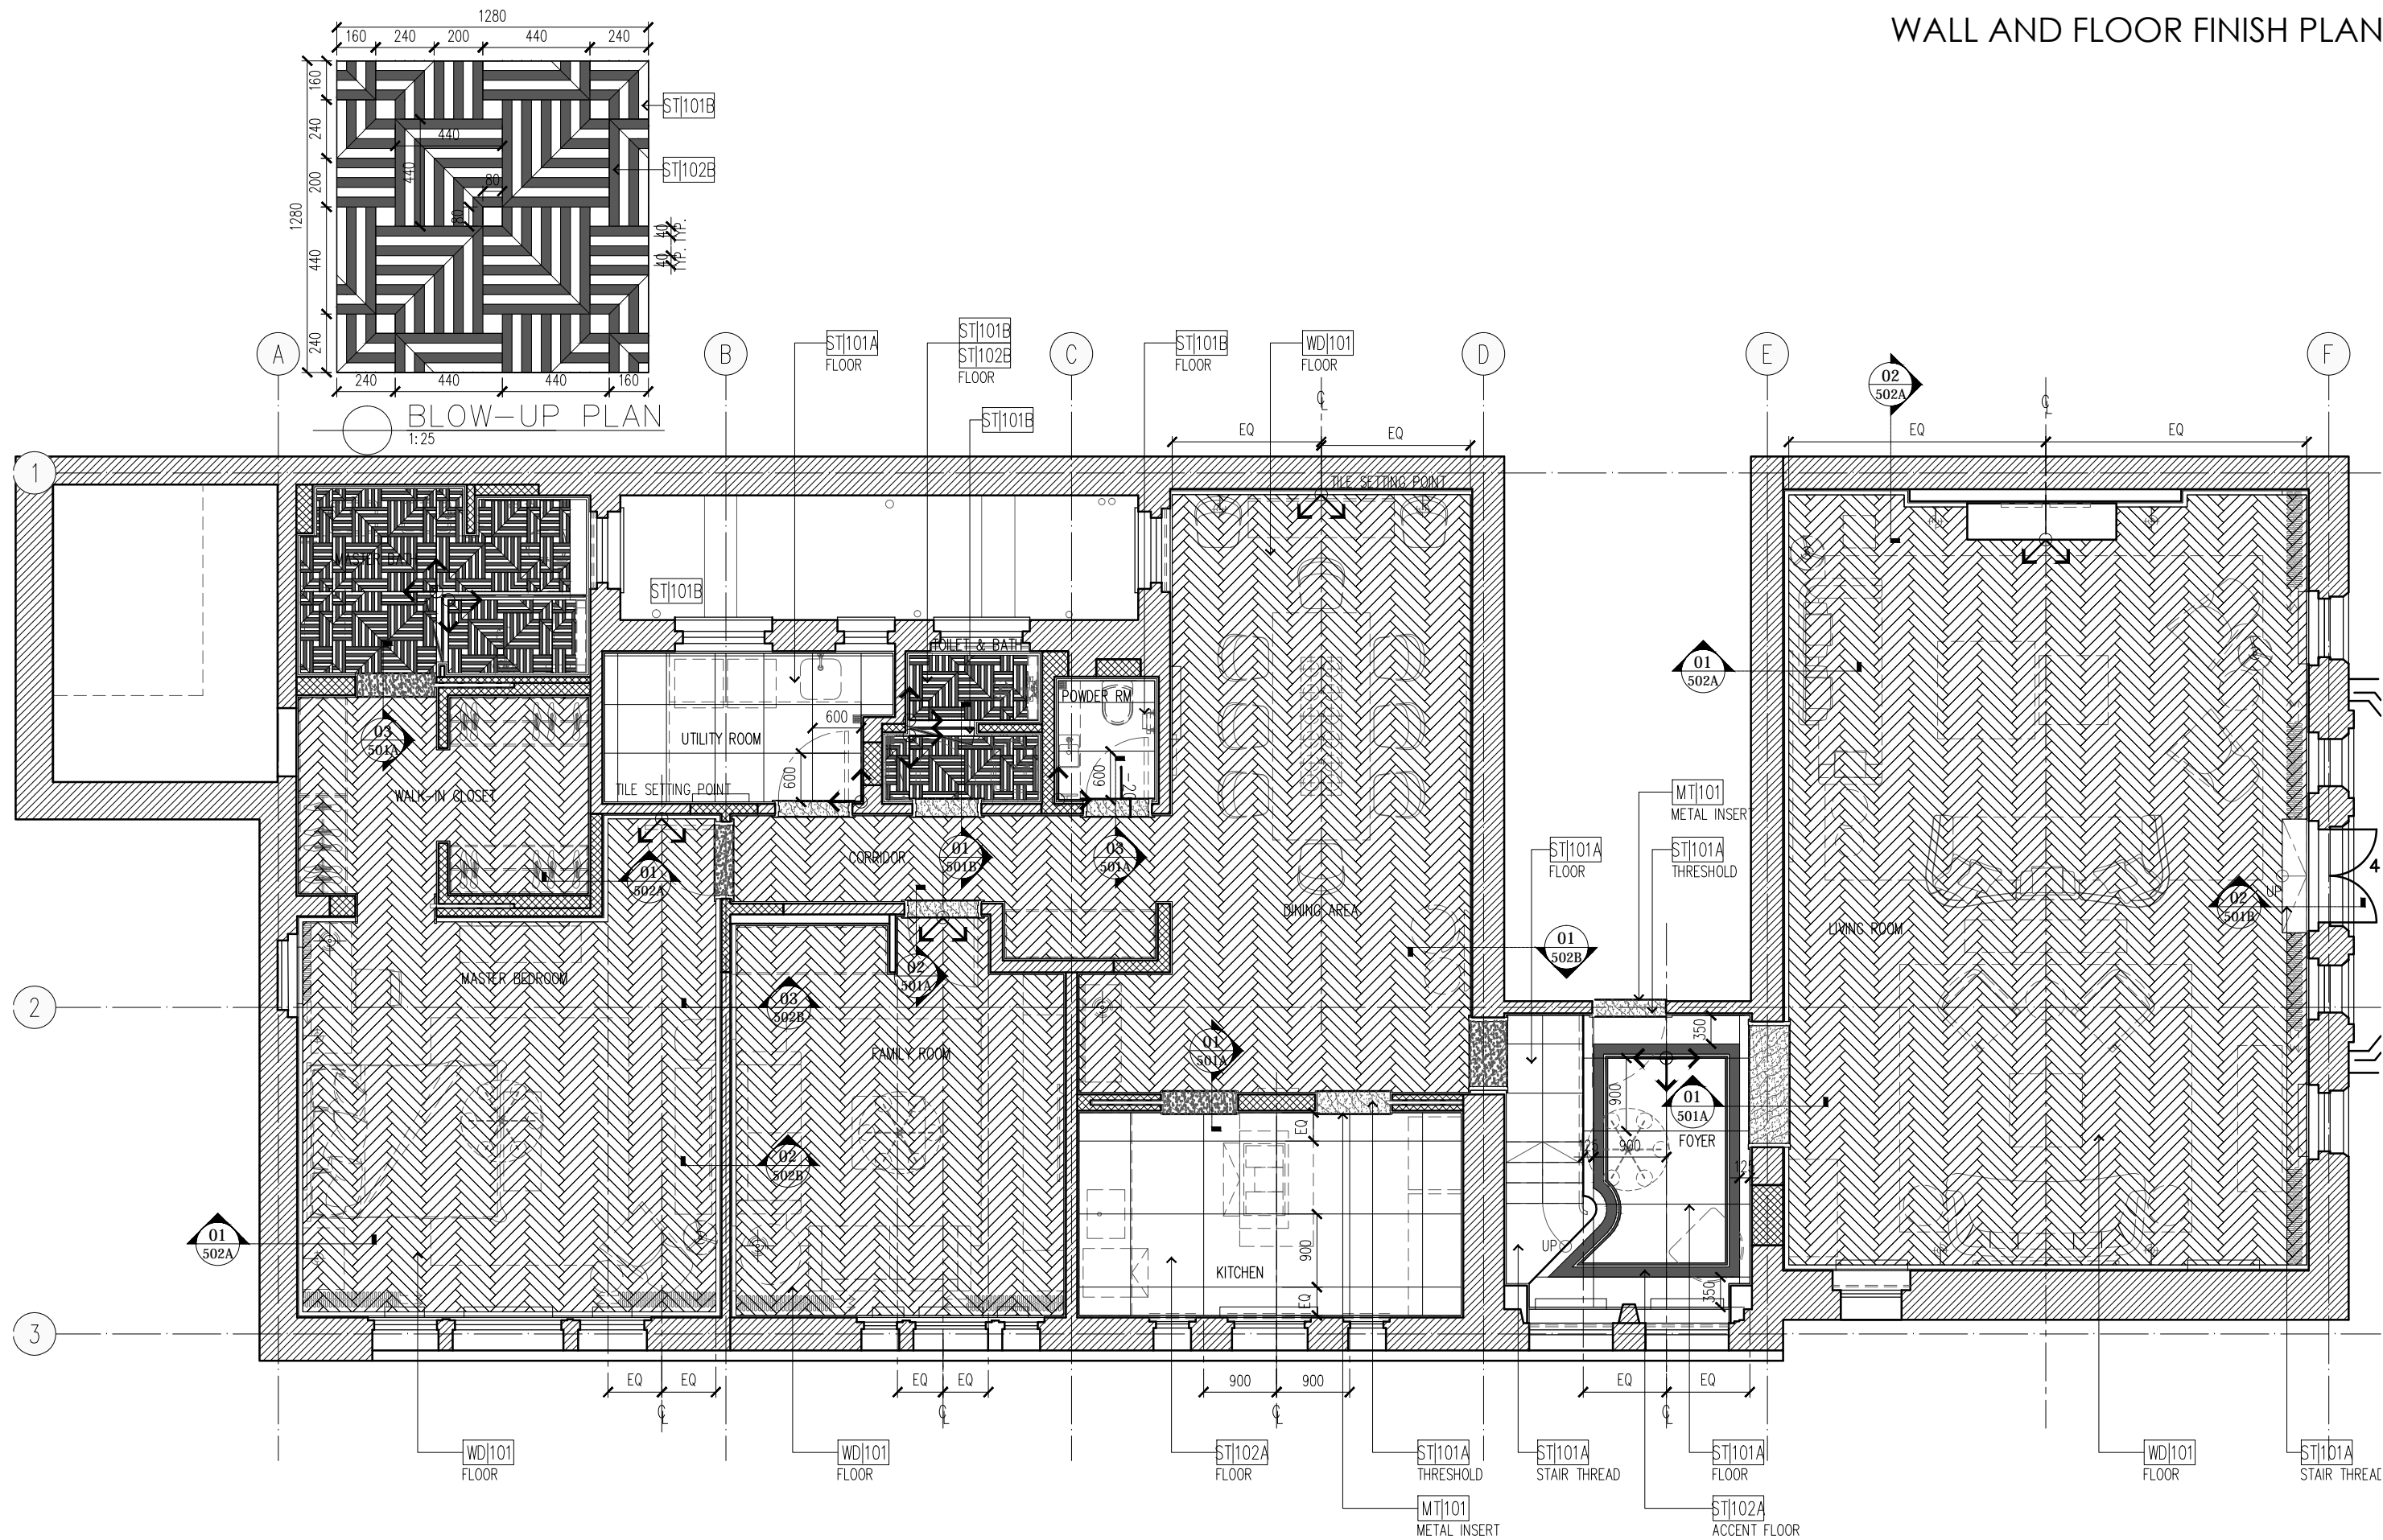 WALL AND FLOOR FINISH PLAN
1280
160 240 200 440 240
1280
160
240
200
440
240
440
440
80
80
40
TYP.
40
TYP.
ST|101B
ST|102B
240 440 440 160
BLOW-UP PLAN
1:25
A
B
C
D
E
F
1
2
3
ST|101A
FLOOR
ST|101B
ST|102B
FLOOR
ST|101B
ST|101B
FLOOR
WD|101
FLOOR
02
502A
EQ
EQ
EQ
EQ
℄
℄
TILE SETTING POINT
MASTER BATH
ST|101B
TOILET & BATH
POWDER RM
01
502A
03
501A
UTILITY ROOM
600
600
600
TILE SETTING POINT
WALK-IN CLOSET
CORRIDOR
01
501B
03
501A
01
502A
MT|101
METAL INSERT
ST|101A
FLOOR
ST|101A
THRESHOLD
4
UP
02
501B
DINING AREA
LIVING ROOM
01
502B
MASTER BEDROOM
02
501A
03
502B
FAMILY ROOM
01
501A
350
900
01
501A
FOYER
125
900
125
EQ
02
502B
01
502A
UP
KITCHEN
900
EQ
350
EQ EQ
EQ EQ
900 900
EQ EQ
℄
℄
℄
℄
WD|101
FLOOR
WD|101
FLOOR
ST|102A
FLOOR
ST|101A
THRESHOLD
ST|101A
STAIR THREAD
ST|101A
FLOOR
WD|101
FLOOR
ST|101A
STAIR THREAD
MT|101
METAL INSERT
ST|102A
ACCENT FLOOR